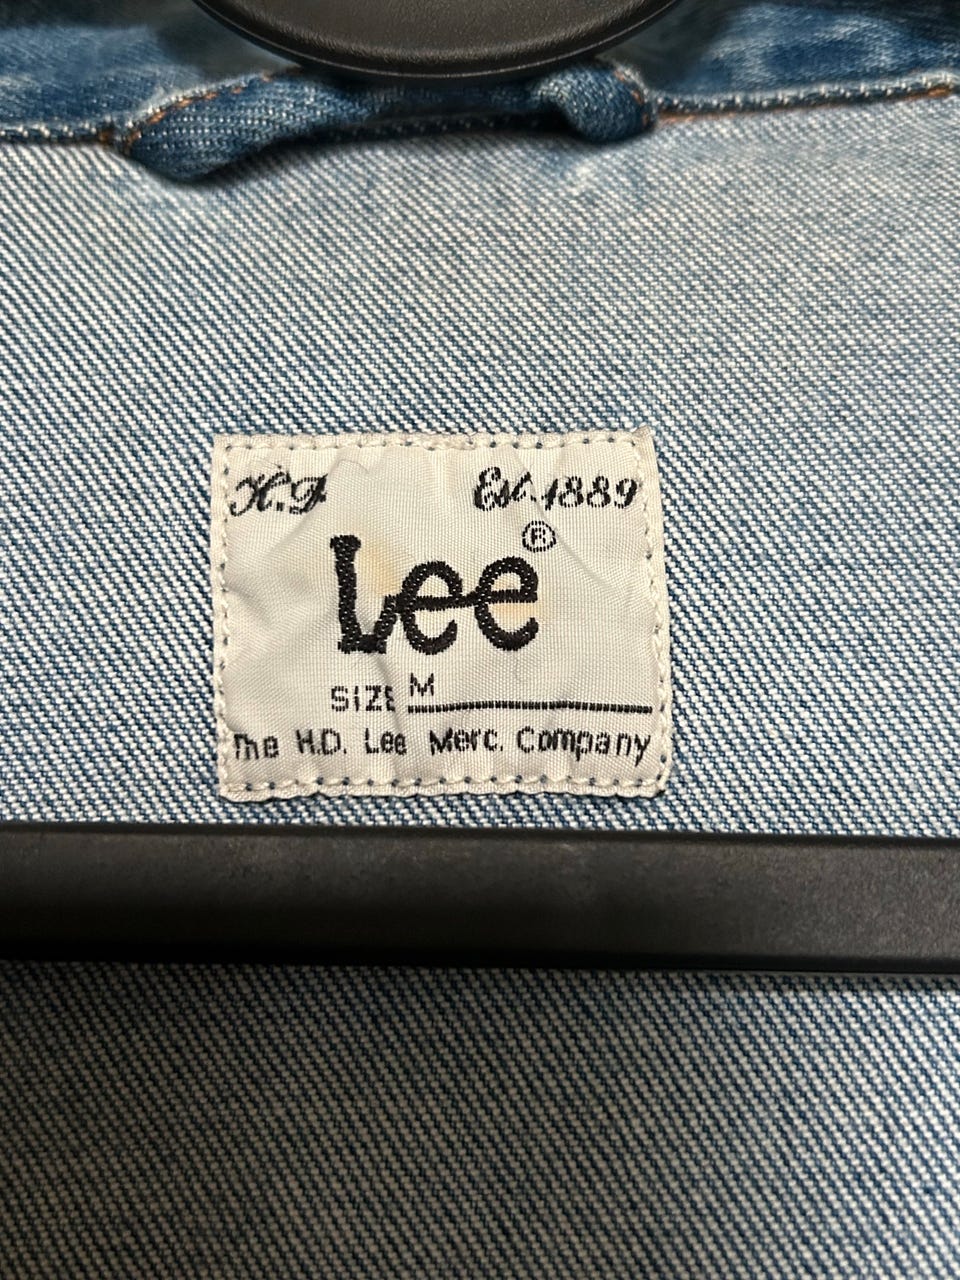 H.D. Est. 1889
Lee®
SIZE M
The H.D. Lee Merc. Company